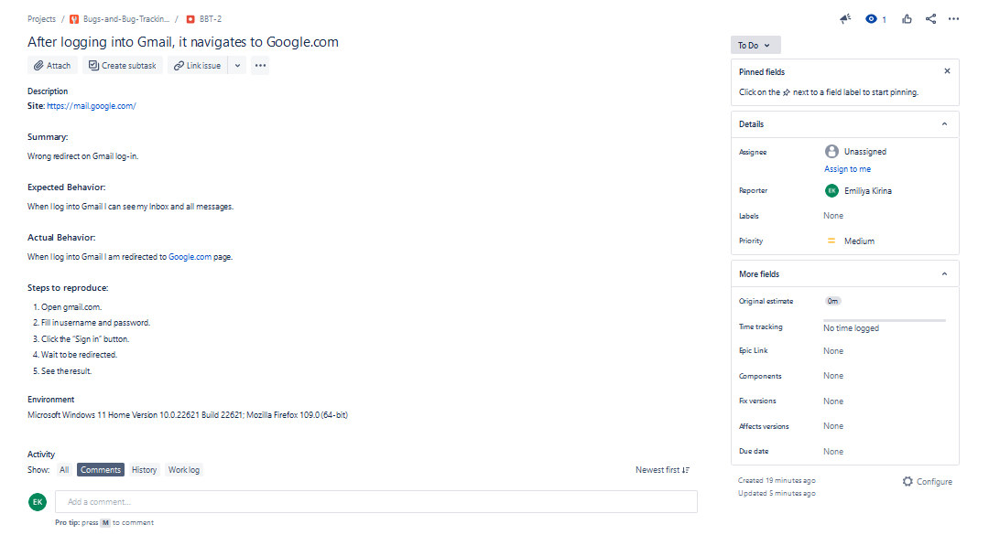 Projects / Bugs-and-Bug-Trackin... / BBT-2
1
After logging into Gmail, it navigates to Google.com
Attach Create subtask Link issue
Description
Site: https://mail.google.com/
Summary:
Wrong redirect on Gmail log-in.
Expected Behavior:
When I log into Gmail I can see my Inbox and all messages.
Actual Behavior:
When I log into Gmail I am redirected to Google.com page.
Steps to reproduce:
1. Open gmail.com.
2. Fill in username and password.
3. Click the “Sign in” button.
4. Wait to be redirected.
5. See the result.
Environment
Microsoft Windows 11 Home Version 10.0.22621 Build 22621; Mozilla Firefox 109.0 (64-bit)
Activity
Show: All Comments History Work log
Newest first
EK Add a comment...
Pro tip: press M to comment
To Do
Pinned fields
Click on the next to a field label to start pinning.
Details
Assignee Unassigned
Assign to me
Reporter EK Emiliya Kirina
Labels None
Priority Medium
More fields
Original estimate 0m
Time tracking No time logged
Epic Link None
Components None
Fix versions None
Affects versions None
Due date None
Created 19 minutes ago
Configure
Updated 5 minutes ago